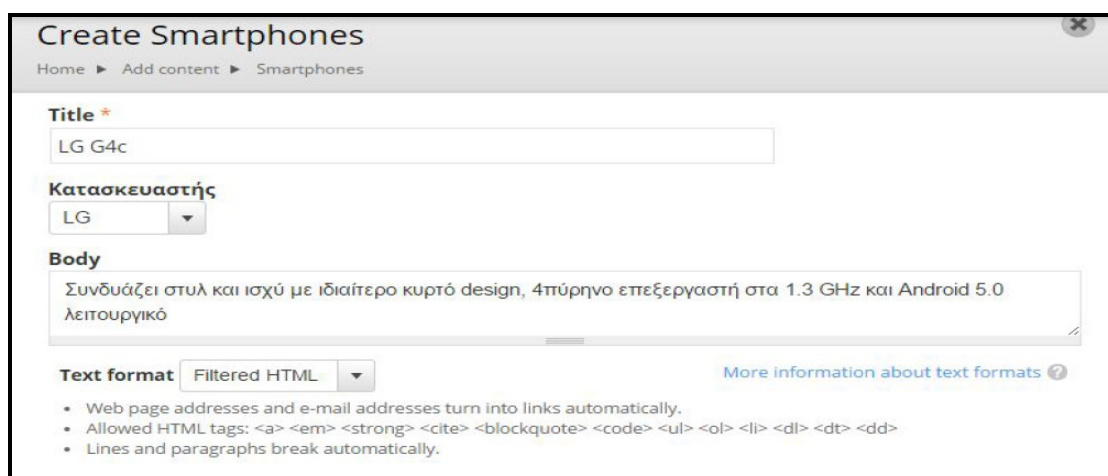 Create Smartphones
Home ► Add content ► Smartphones
Title *
LG G4c
Κατασκευαστής
LG
Body
Συνδυάζει στυλ και ισχύ με ιδιαίτερο κυρτό design, 4πύρηνο επεξεργαστή στα 1.3 GHz και Android 5.0
λειτουργικό
Text format Filtered HTML More information about text formats ?
• Web page addresses and e-mail addresses turn into links automatically.
• Allowed HTML tags: <a> <em> <strong> <cite> <blockquote> <code> <ul> <ol> <li> <dl> <dt> <dd>
• Lines and paragraphs break automatically.